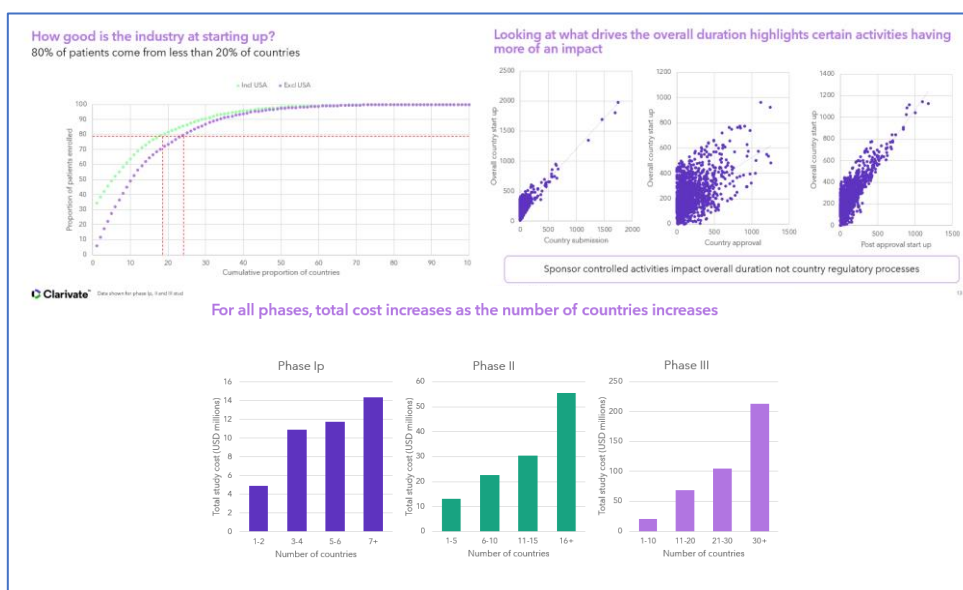 How good is the industry at starting up?
80% of patients come from less than 20% of countries
Incl USA Excl USA
Proportion of patients enrolled
100
90
80
70
60
50
40
30
20
10
0
0 20 40 60 80 10
Cumulative proportion of countries
Clarivate™ Data shown for phase Ip, II and III
Looking at what drives the overall duration highlights certain activities having
more of an impact
Overall country start up
2500
2000
1500
1000
500
0
0 500 1000 1500 2000
Country submission
Overall country start up
1200
1000
800
600
400
200
0
0 500 1000 1500
Country approval
Overall country start up
1400
1200
1000
800
600
400
200
0
0 500 1000 1500
Post approval start up
Sponsor controlled activities impact overall duration not country regulatory processes
For all phases, total cost increases as the number of countries increases
Phase Ip
Total study cost (USD millions)
16
14
12
10
8
6
4
2
0
1-2 3-4 5-6 7+
Number of countries
Phase II
Total study cost (USD millions)
60
50
40
30
20
10
0
1-5 6-10 11-15 16+
Number of countries
Phase III
Total study cost (USD millions)
250
200
150
100
50
0
1-10 11-20 21-30 30+
Number of countries